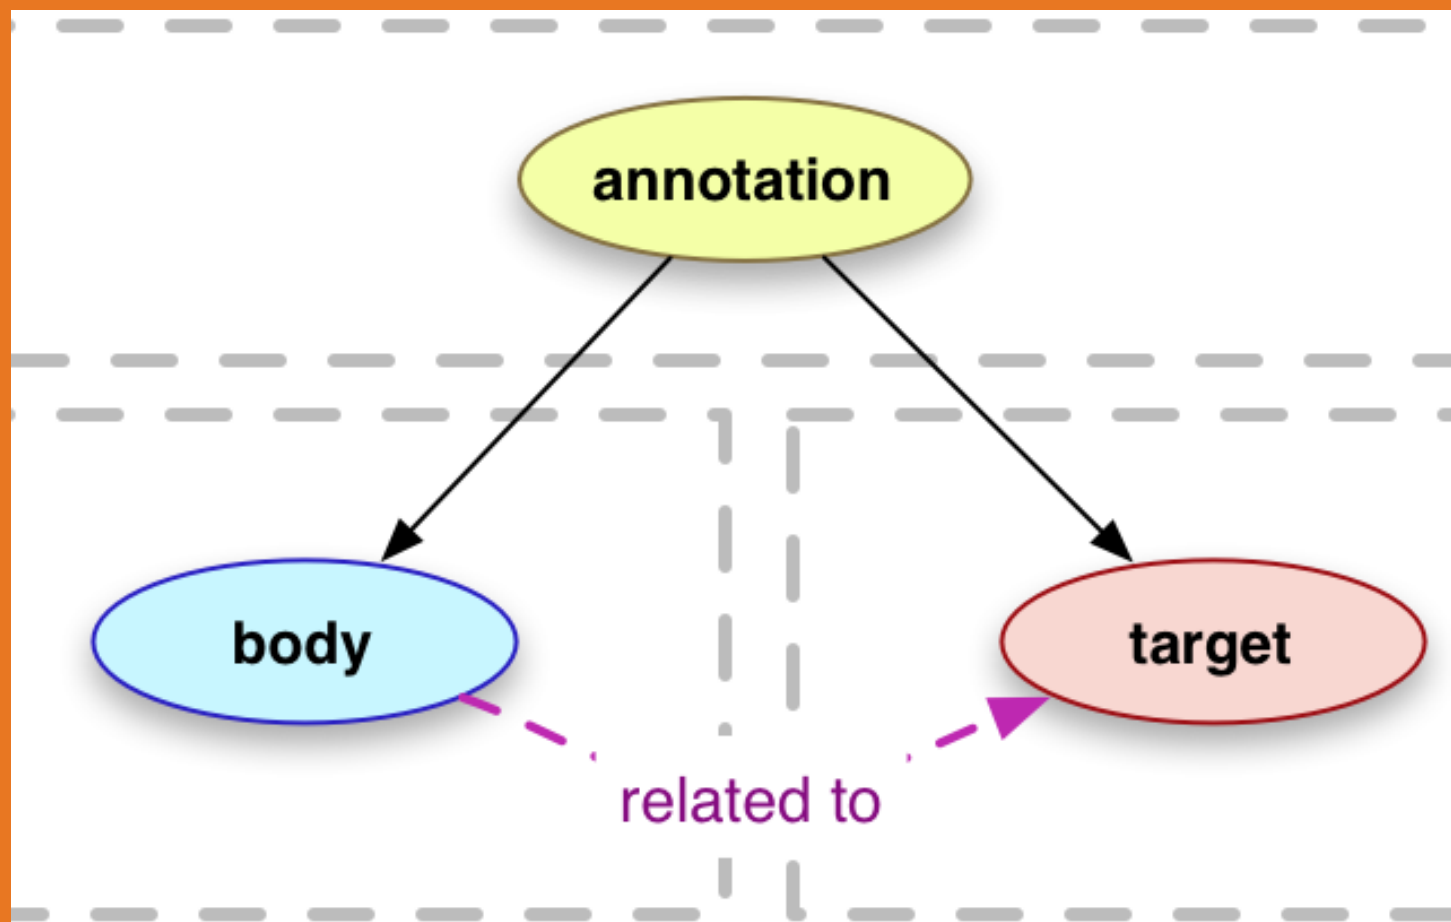 annotation
body
target
related to